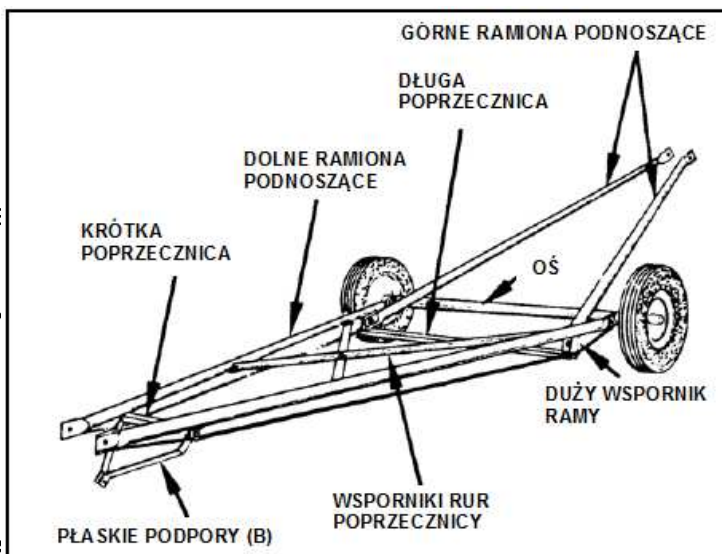 GÓRNE RAMIONA PODNOSZĄCE
DŁUGA
POPRZECZNICA
DOLNE RAMIONA
PODNOSZĄCE
KRÓTKA
POPRZECZNICA
OŚ
DUŻY WSPORNIK
RAMY
WSPORNIKI RUR
POPRZECZNICY
PŁASKIE PODPORY (B)